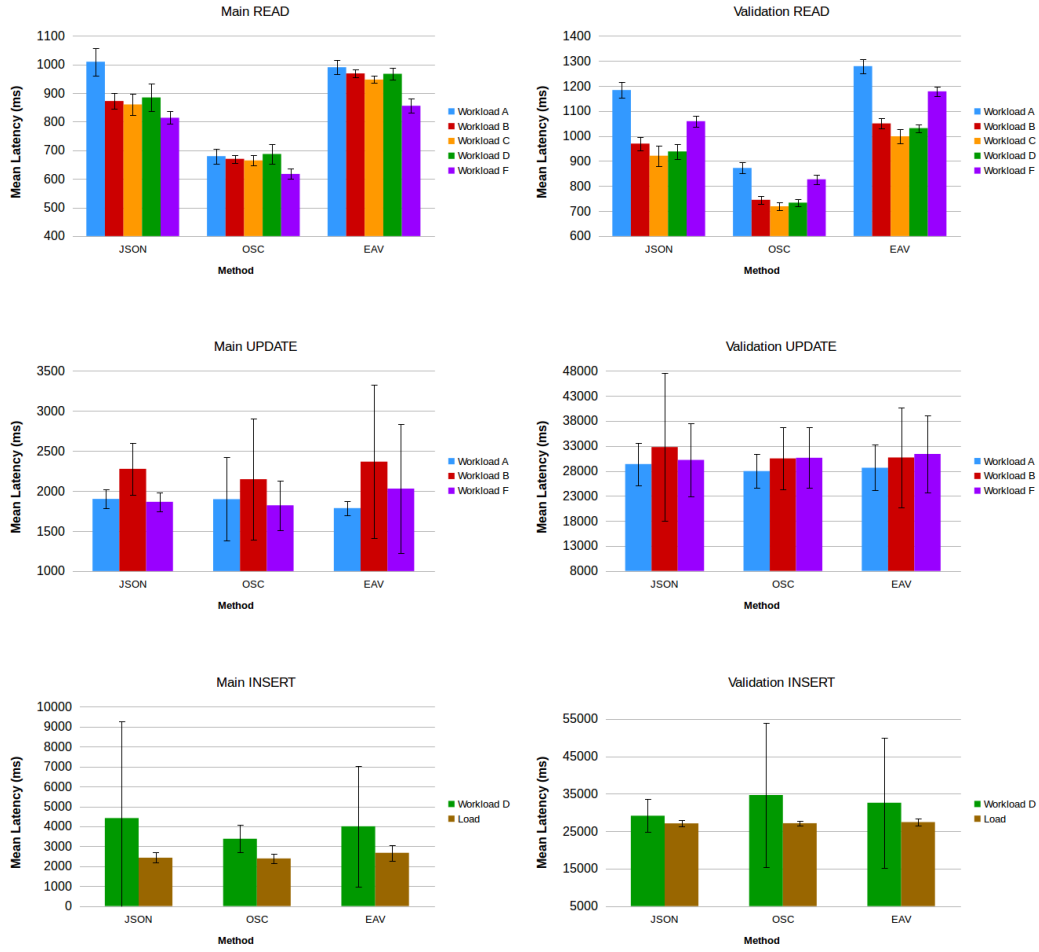 Main READ
Mean Latency (ms)
1100
1000
900
800
700
600
500
400
JSON
OSC
EAV
Method
Workload A
Workload B
Workload C
Workload D
Workload F
Validation READ
Mean Latency (ms)
1400
1300
1200
1100
1000
900
800
700
600
JSON
OSC
EAV
Method
Workload A
Workload B
Workload C
Workload D
Workload F
Main UPDATE
Mean Latency (ms)
3500
3000
2500
2000
1500
1000
JSON
OSC
EAV
Method
Workload A
Workload B
Workload F
Validation UPDATE
Mean Latency (ms)
48000
43000
38000
33000
28000
23000
18000
13000
8000
JSON
OSC
EAV
Method
Workload A
Workload B
Workload F
Main INSERT
Mean Latency (ms)
10000
9000
8000
7000
6000
5000
4000
3000
2000
1000
0
JSON
OSC
EAV
Method
Workload D
Load
Validation INSERT
Mean Latency (ms)
55000
45000
35000
25000
15000
5000
JSON
OSC
EAV
Method
Workload D
Load